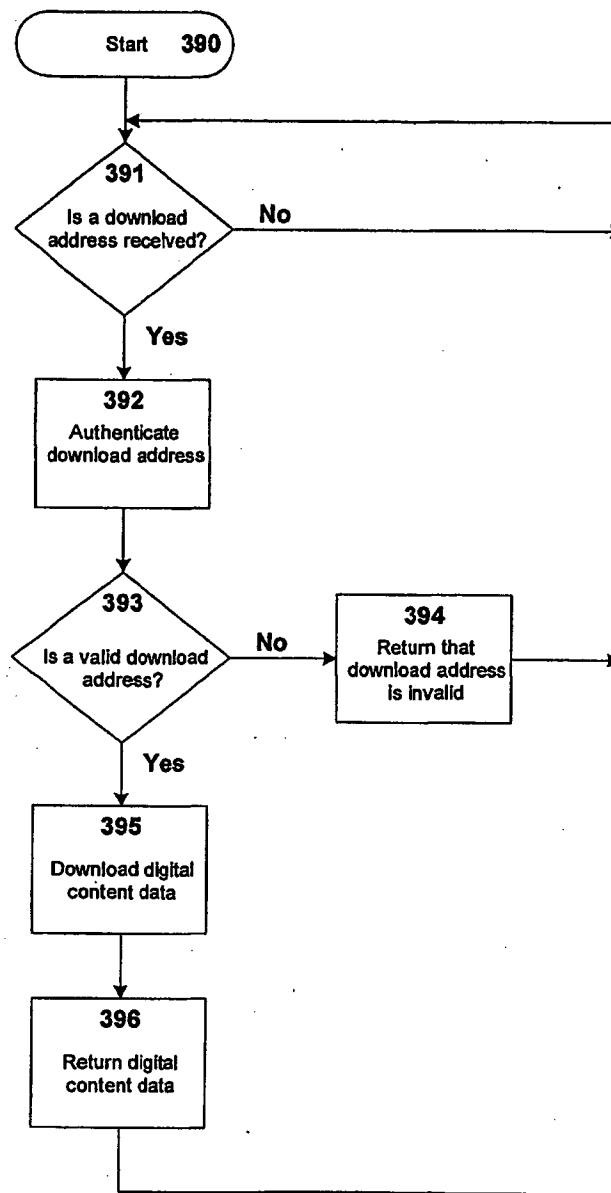 Start 390
391
Is a download
address received?
No
Yes
392
Authenticate
download address
393
Is a valid download
address?
No
394
Return that
download address
is invalid
Yes
395
Download digital
content data
396
Return digital
content data